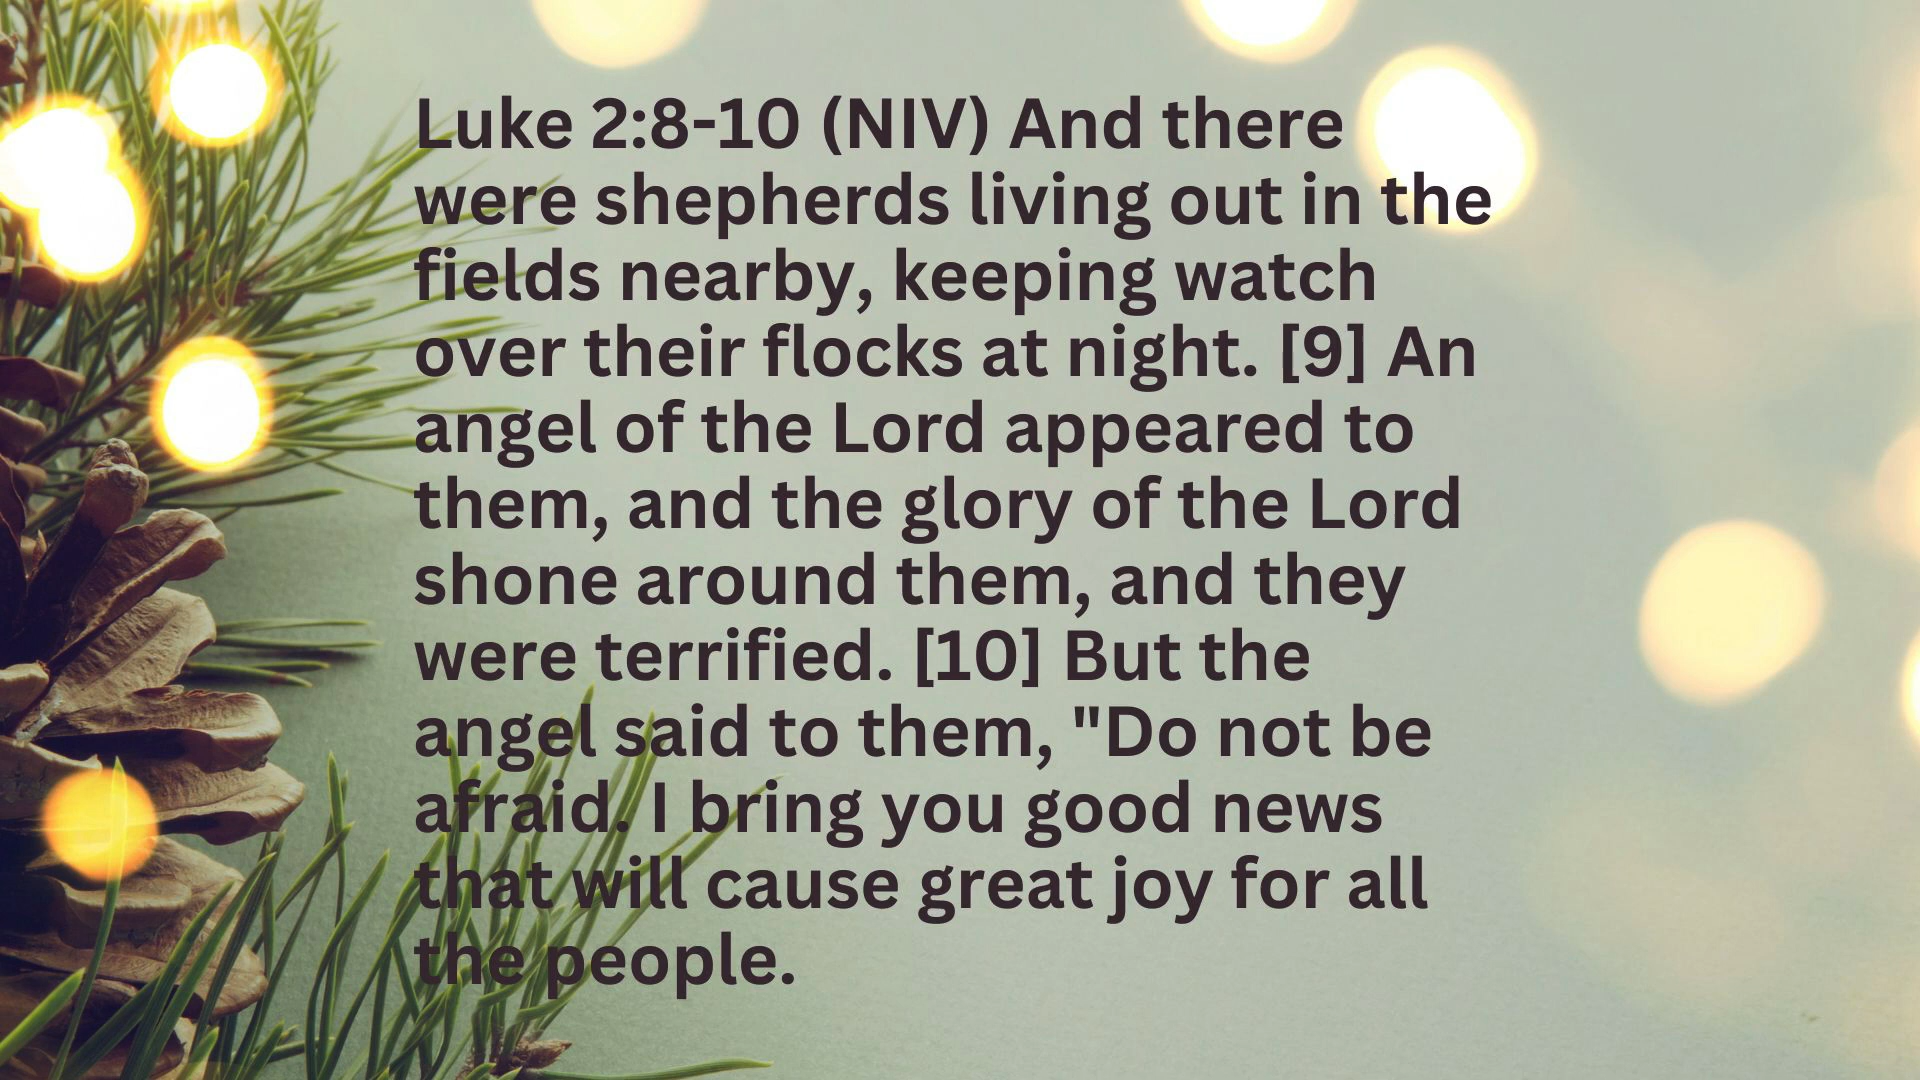 Luke 2:8-10 (NIV) And there
were shepherds living out in the
fields nearby, keeping watch
over their flocks at night. [9] An
angel of the Lord appeared to
them, and the glory of the Lord
shone around them, and they
were terrified. [10] But the
angel said to them, "Do not be
afraid. I bring you good news
that will cause great joy for all
the people.